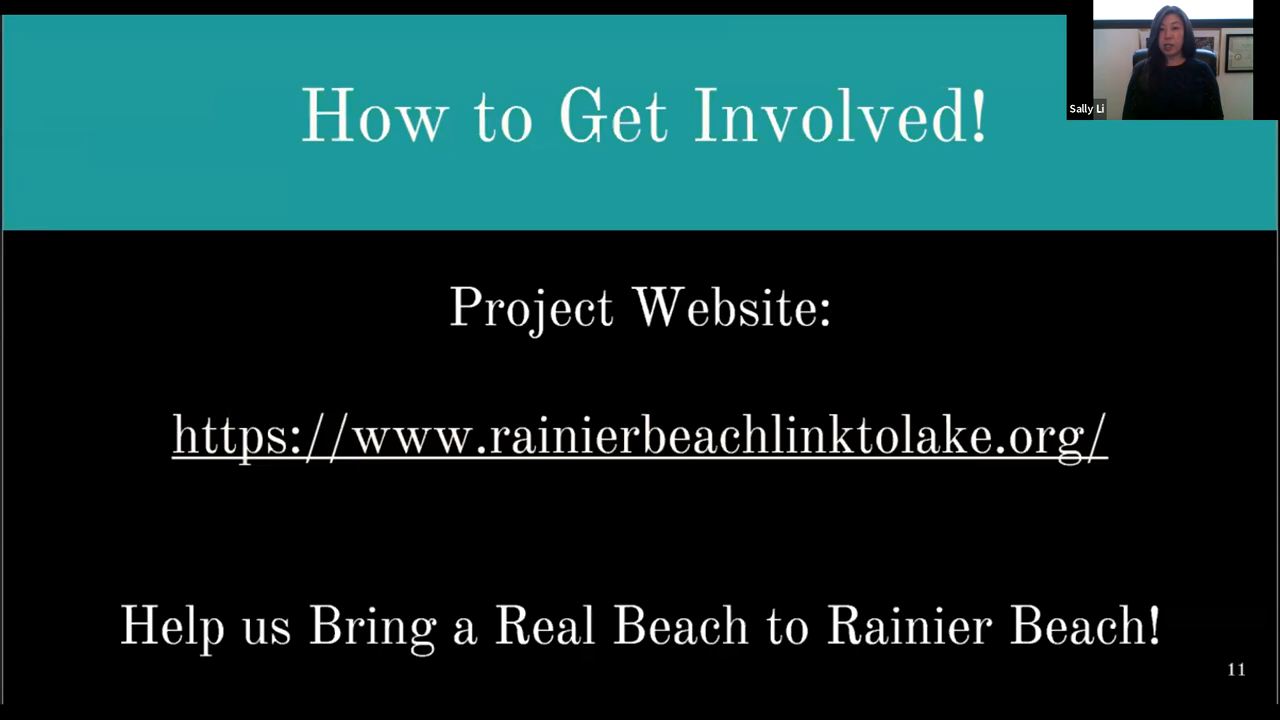 How to Get Involved!
Sally Li
Project Website:
https://www.rainierbeachlinktolake.org/
Help us Bring a Real Beach to Rainier Beach!
11